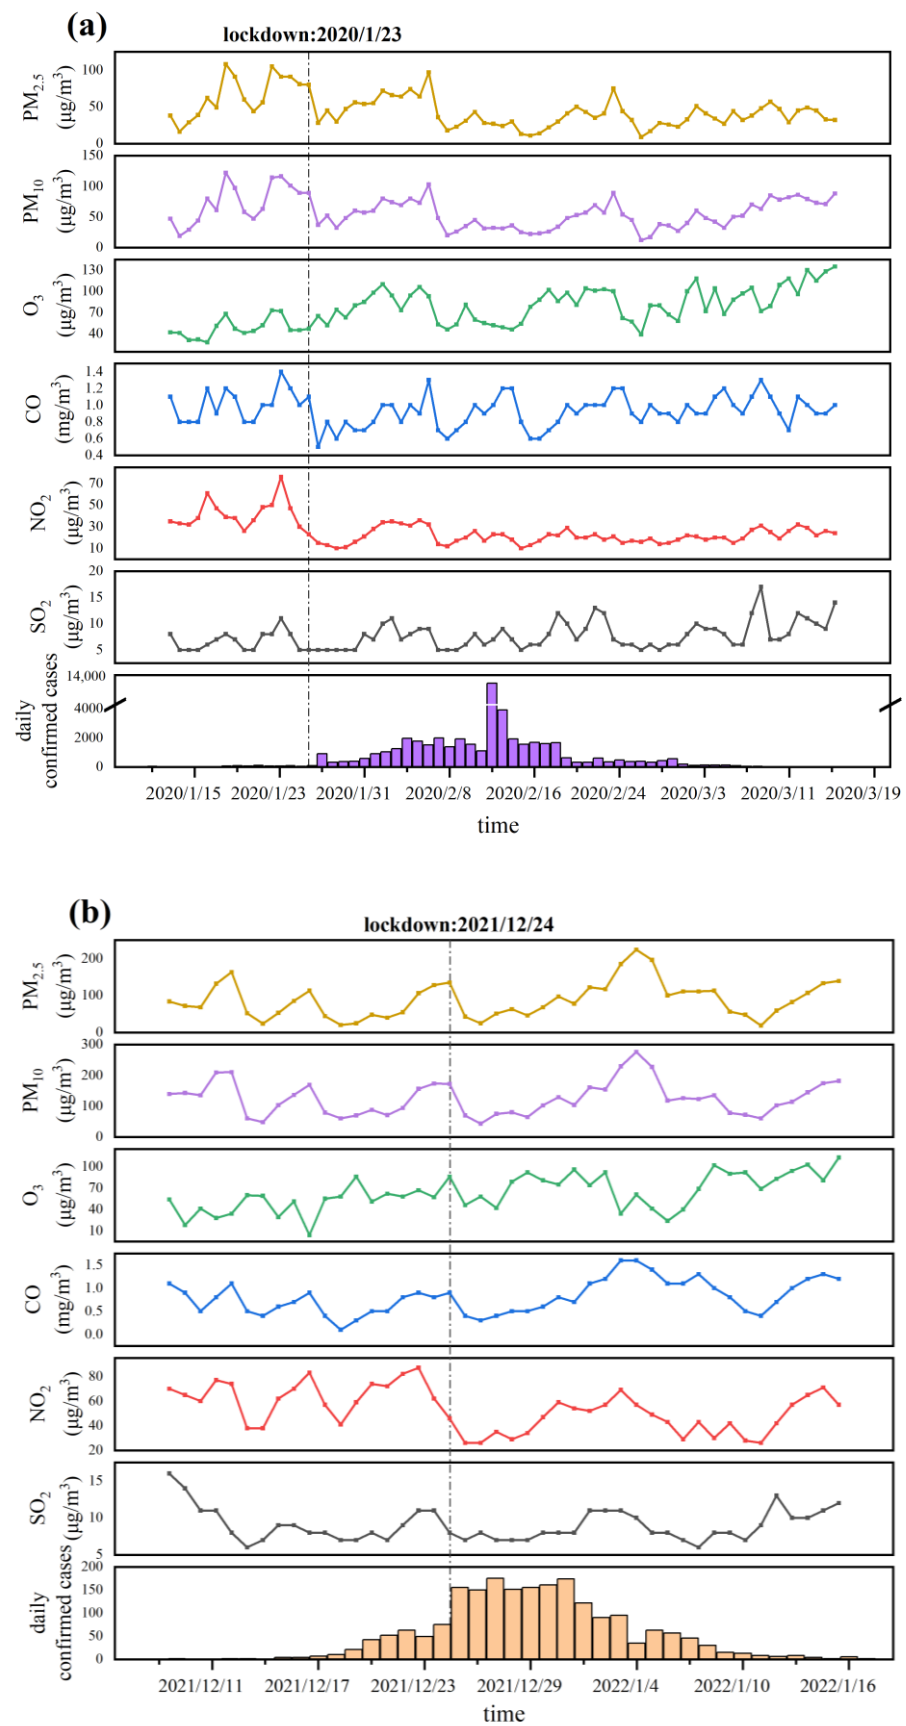 (a)
lockdown:2020/1/23
PM2.5
(μg/m³)
100
50
0
PM10
(μg/m³)
150
100
50
0
O3
(μg/m³)
130
100
70
40
CO
(mg/m³)
1.4
1.2
1.0
0.8
0.6
0.4
NO2
(μg/m³)
70
50
30
10
SO2
(μg/m³)
20
15
10
5
daily
confirmed cases
14,000
4000
2000
0
2020/1/15 2020/1/23 2020/1/31 2020/2/8 2020/2/16 2020/2/24 2020/3/3 2020/3/11 2020/3/19
time
(b)
lockdown:2021/12/24
PM2.5
(μg/m³)
200
100
0
PM10
(μg/m³)
300
200
100
0
O3
(μg/m³)
100
70
40
10
CO
(mg/m³)
1.5
1.0
0.5
0.0
NO2
(μg/m³)
80
60
40
20
SO2
(μg/m³)
15
10
5
daily
confirmed cases
200
150
100
50
0
2021/12/11 2021/12/17 2021/12/23 2021/12/29 2022/1/4 2022/1/10 2022/1/16
time